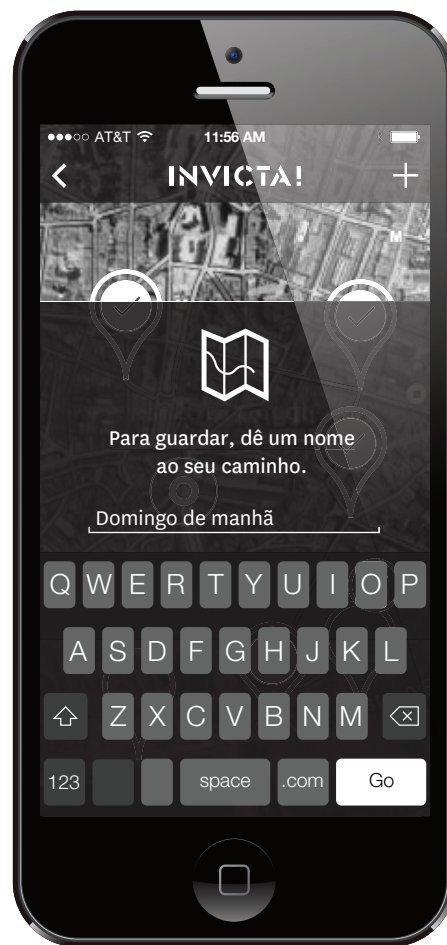 AT&T 11:56 AM
INVICTA!
M
Para guardar, dê um nome
ao seu caminho.
Domingo de manhã
Q W E R T Y U I O P
A S D F G H J K L
Z X C V B N M
123 space .com Go